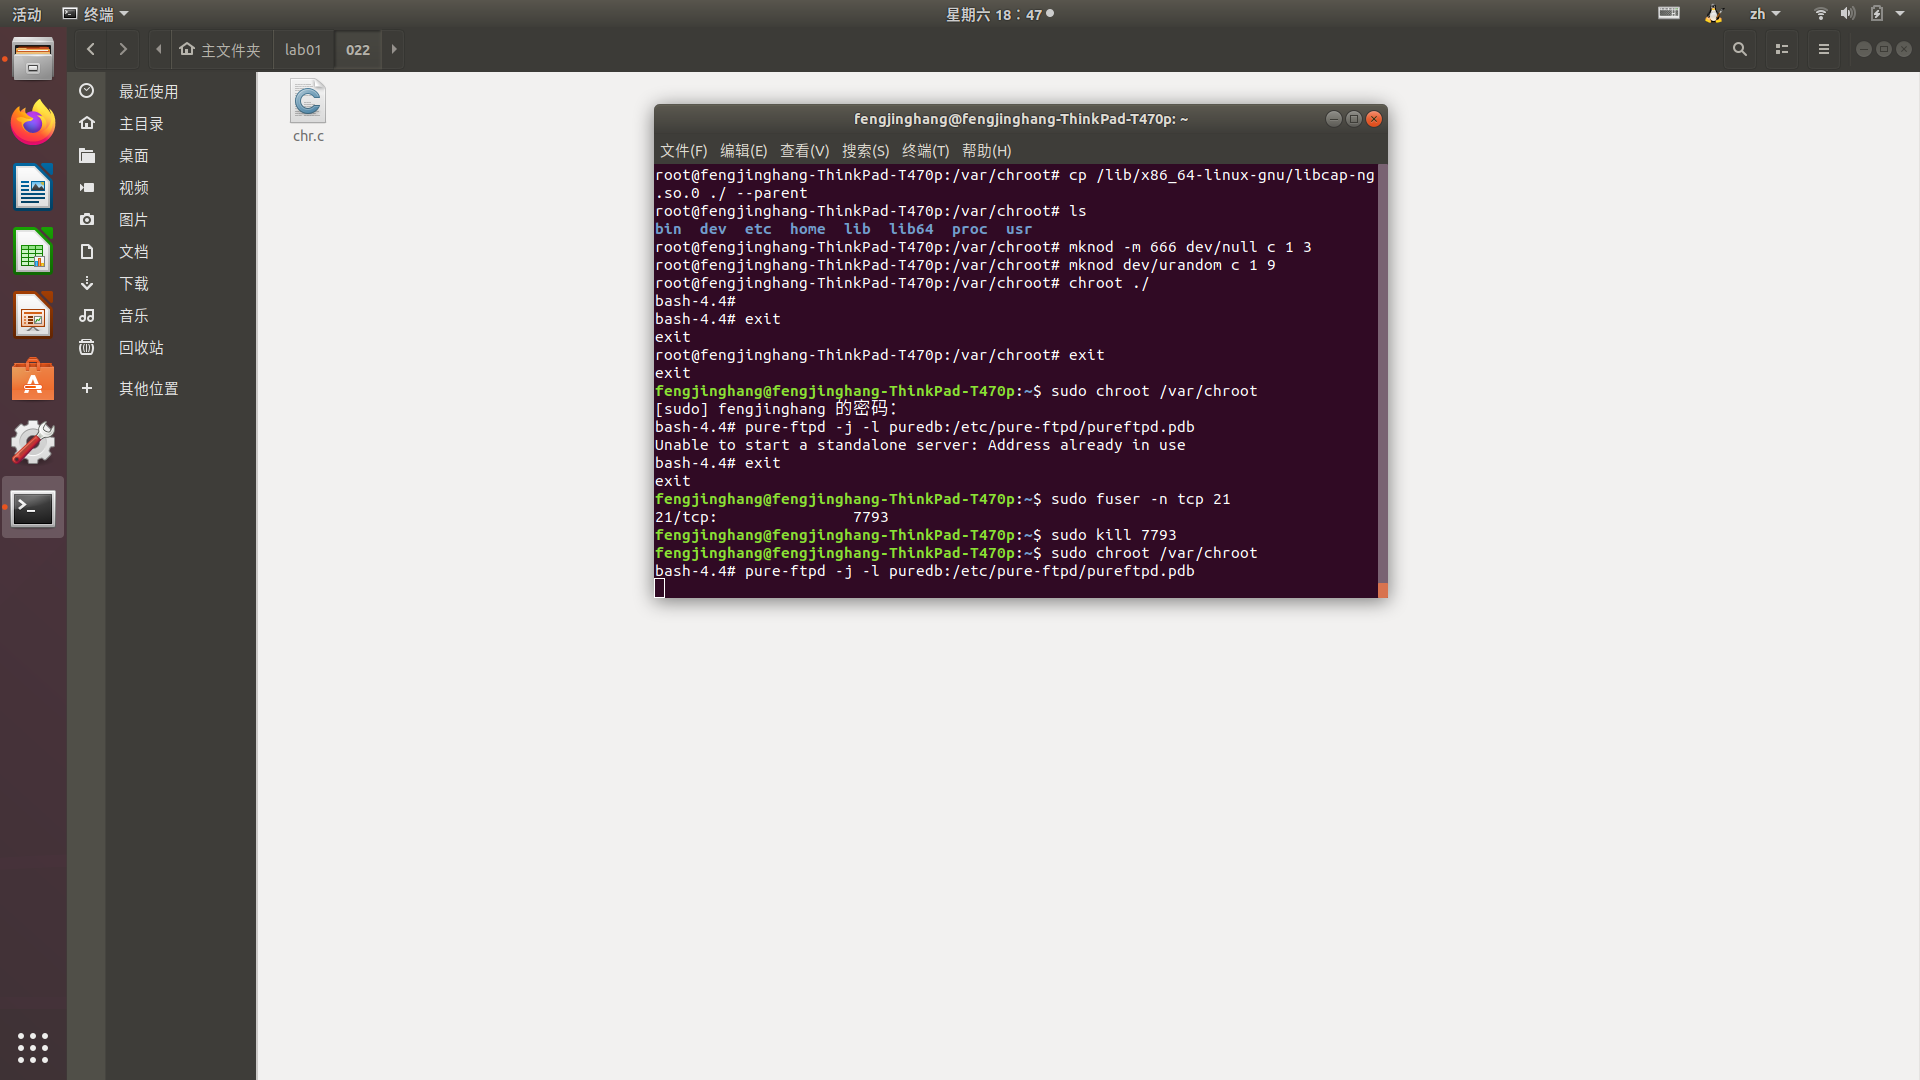 活动 终端 星期六 18：47 zh
主文件夹 lab01 022
最近使用
主目录
桌面
视频
图片
文档
下载
音乐
回收站
其他位置
chr.c
fengjinghang@fengjinghang-ThinkPad-T470p: ~
文件(F) 编辑(E) 查看(V) 搜索(S) 终端(T) 帮助(H)
root@fengjinghang-ThinkPad-T470p:/var/chroot# cp /lib/x86_64-linux-gnu/libcap-ng
.so.0 ./ --parent
root@fengjinghang-ThinkPad-T470p:/var/chroot# ls
bin dev etc home lib lib64 proc usr
root@fengjinghang-ThinkPad-T470p:/var/chroot# mknod -m 666 dev/null c 1 3
root@fengjinghang-ThinkPad-T470p:/var/chroot# mknod dev/urandom c 1 9
root@fengjinghang-ThinkPad-T470p:/var/chroot# chroot ./
bash-4.4#
bash-4.4# exit
exit
root@fengjinghang-ThinkPad-T470p:/var/chroot# exit
exit
fengjinghang@fengjinghang-ThinkPad-T470p:~$ sudo chroot /var/chroot
[sudo] fengjinghang 的密码：
bash-4.4# pure-ftpd -j -l puredb:/etc/pure-ftpd/pureftpd.pdb
Unable to start a standalone server: Address already in use
bash-4.4# exit
exit
fengjinghang@fengjinghang-ThinkPad-T470p:~$ sudo fuser -n tcp 21
21/tcp: 7793
fengjinghang@fengjinghang-ThinkPad-T470p:~$ sudo kill 7793
fengjinghang@fengjinghang-ThinkPad-T470p:~$ sudo chroot /var/chroot
bash-4.4# pure-ftpd -j -l puredb:/etc/pure-ftpd/pureftpd.pdb